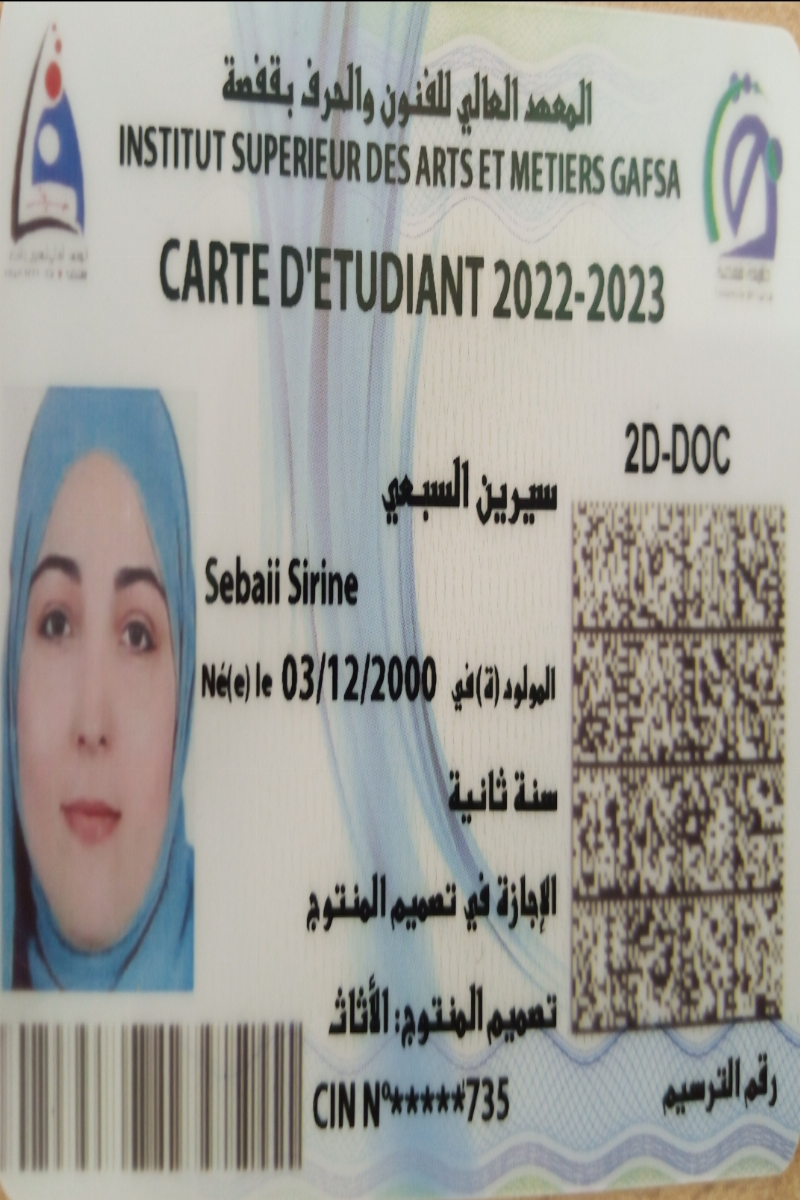 المعهد العالي للفنون والحرف بقفصة
INSTITUT SUPERIEUR DES ARTS ET METIERS GAFSA
CARTE D'ETUDIANT 2022-2023
2D-DOC
سيرين السبعي
Sebaii Sirine
Né(e) le 03/12/2000 المولود(ة)في
سنة ثانية
الإجازة في تصميم المنتوج
تصميم المنتوج: الأثاث
CIN N°*****735
رقم الترسيم